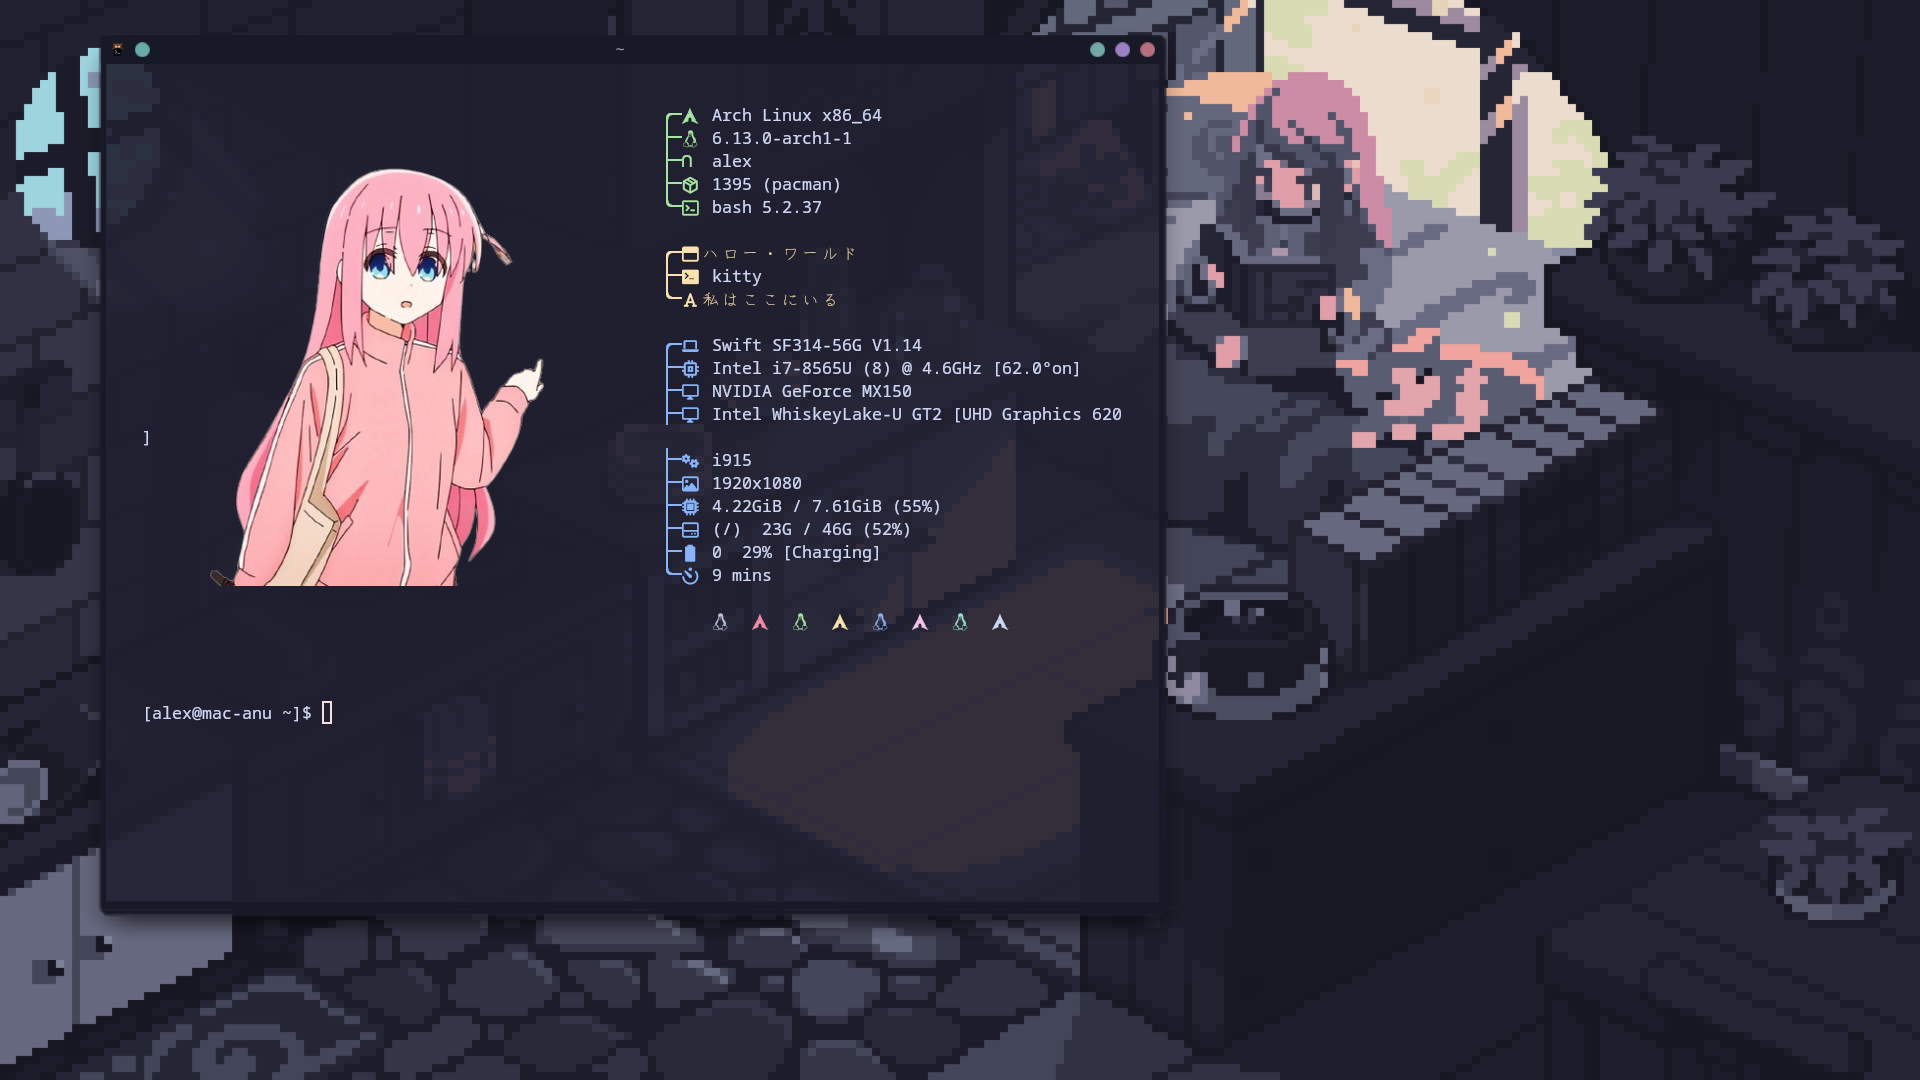 ~
Arch Linux x86_64
6.13.0-arch1-1
alex
1395 (pacman)
bash 5.2.37
ハロー・ワールド
kitty
私はここにいる
Swift SF314-56G V1.14
Intel i7-8565U (8) @ 4.6GHz [62.0°on]
NVIDIA GeForce MX150
Intel WhiskeyLake-U GT2 [UHD Graphics 620
]
i915
1920x1080
4.22GiB / 7.61GiB (55%)
(/)  23G / 46G (52%)
0  29% [Charging]
9 mins
[alex@mac-anu ~]$